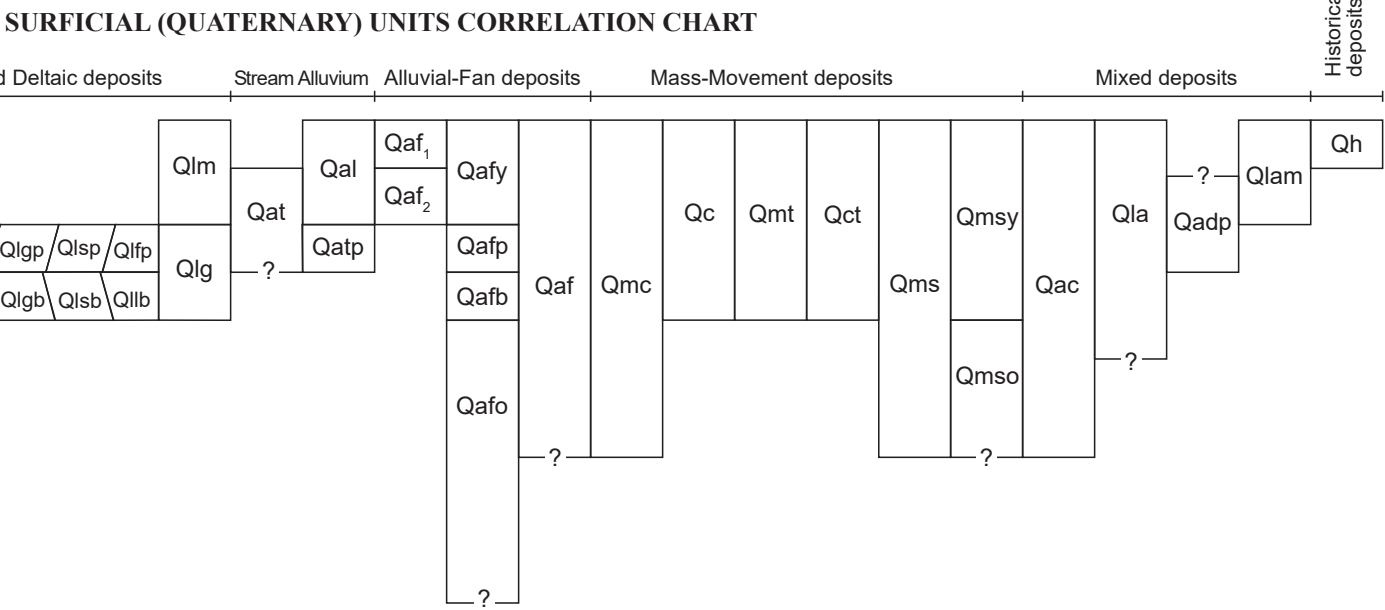 SURFICIAL (QUATERNARY) UNITS CORRELATION CHART
deposits
d Deltaic deposits
Stream Alluvium
Alluvial-Fan deposits
Mass-Movement deposits
Mixed deposits
Qlm
Qlgp
Qlsp
Qlfp
Qlg
Qlgb
Qlsb
Qllb
Qat
?
Qal
Qatp
Qaf1
Qaf2
Qafy
Qafp
Qafb
Qafo
?
Qaf
?
Qmc
Qc
Qmt
Qct
Qms
Qmsy
Qmso
?
Qac
Qla
?
?
Qadp
Qlam
Qh